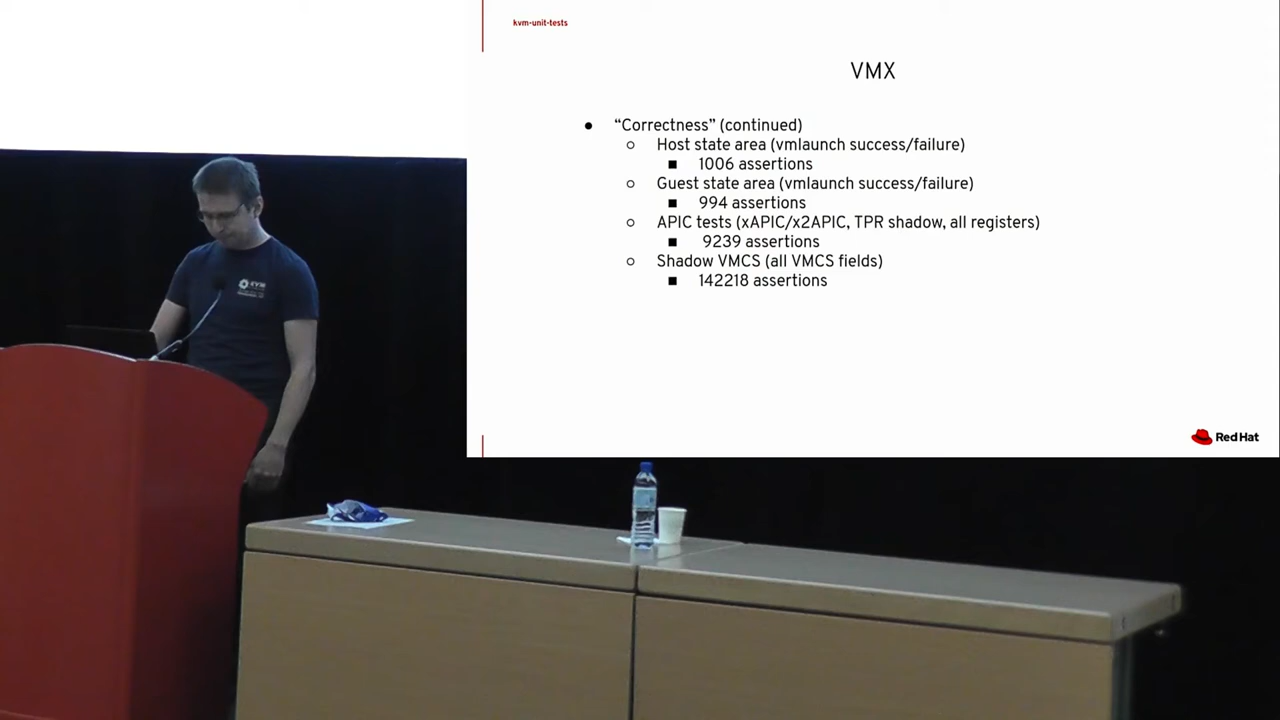 kvm-unit-tests
VMX
● “Correctness” (continued)
○ Host state area (vmlaunch success/failure)
■ 1006 assertions
○ Guest state area (vmlaunch success/failure)
■ 994 assertions
○ APIC tests (xAPIC/x2APIC, TPR shadow, all registers)
■ 9239 assertions
○ Shadow VMCS (all VMCS fields)
■ 142218 assertions
Red Hat
KVM